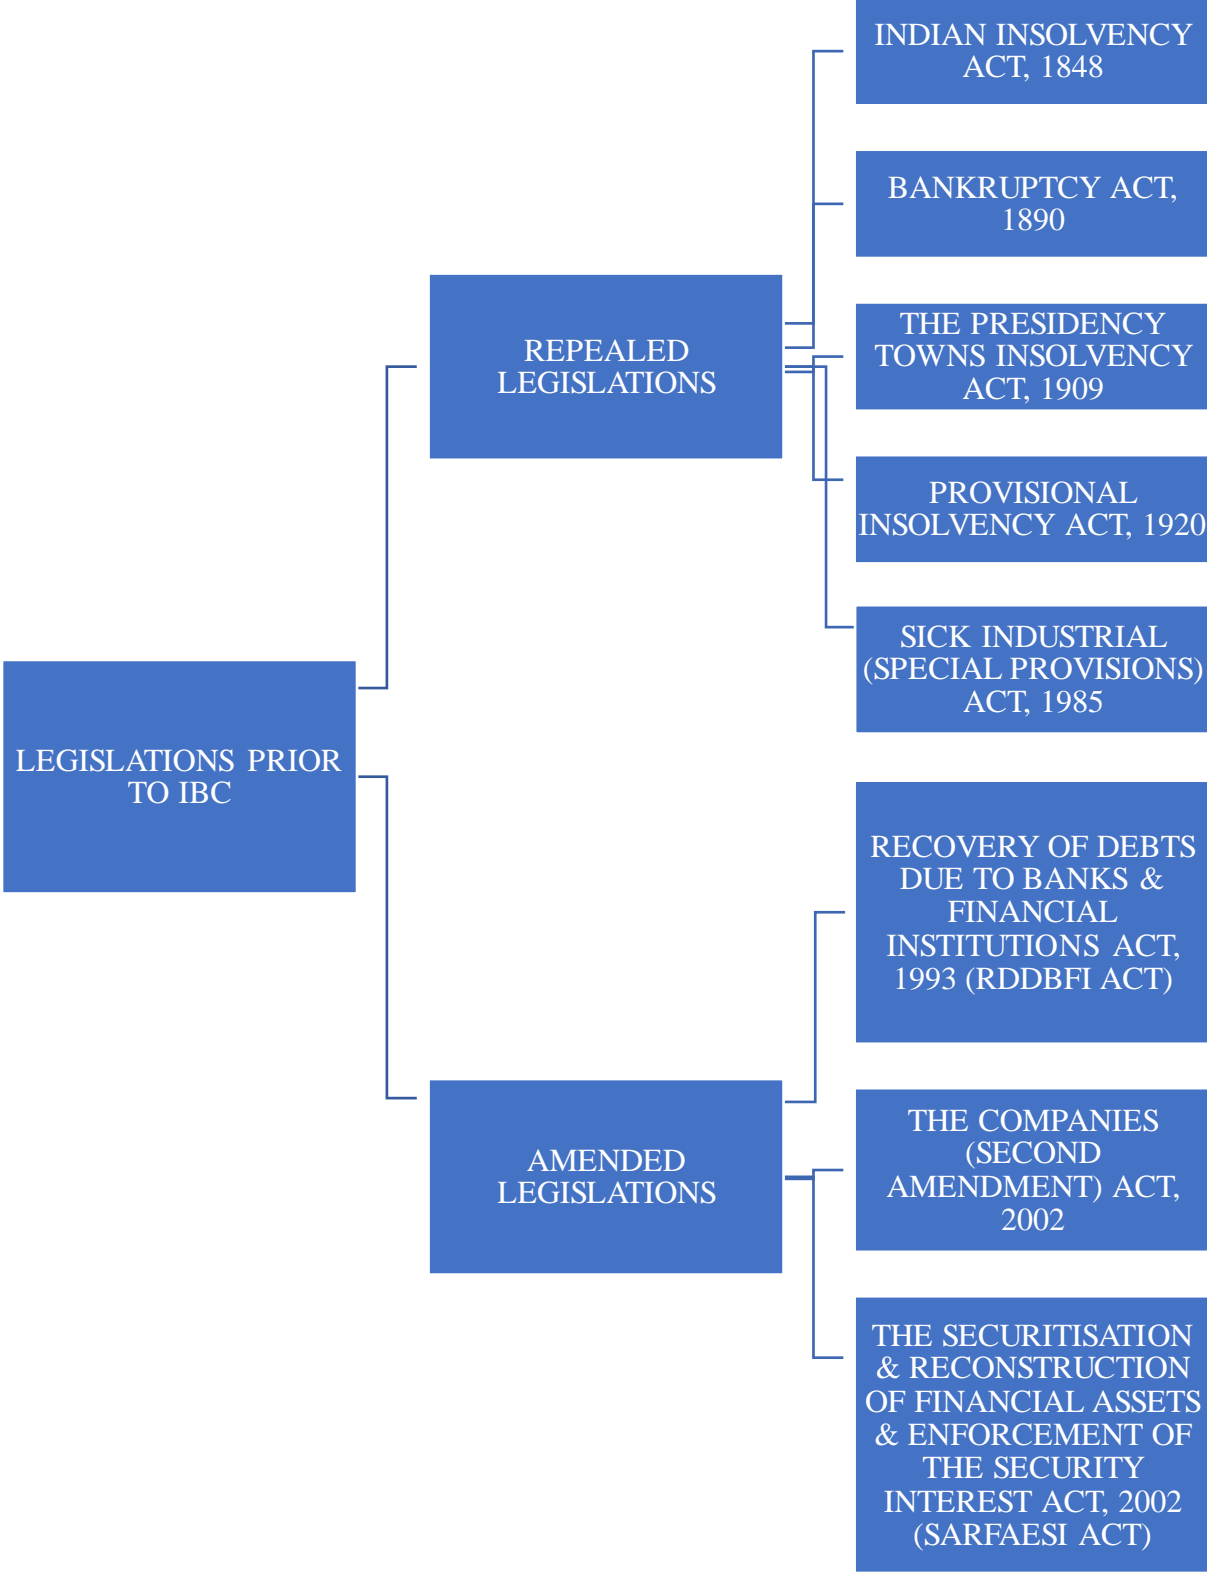 LEGISLATIONS PRIOR
TO IBC
REPEALED
LEGISLATIONS
INDIAN INSOLVENCY
ACT, 1848
BANKRUPTCY ACT,
1890
THE PRESIDENCY
TOWNS INSOLVENCY
ACT, 1909
PROVISIONAL
INSOLVENCY ACT, 1920
SICK INDUSTRIAL
(SPECIAL PROVISIONS)
ACT, 1985
AMENDED
LEGISLATIONS
RECOVERY OF DEBTS
DUE TO BANKS &
FINANCIAL
INSTITUTIONS ACT,
1993 (RDDBFI ACT)
THE COMPANIES
(SECOND
AMENDMENT) ACT,
2002
THE SECURITISATION
& RECONSTRUCTION
OF FINANCIAL ASSETS
& ENFORCEMENT OF
THE SECURITY
INTEREST ACT, 2002
(SARFAESI ACT)